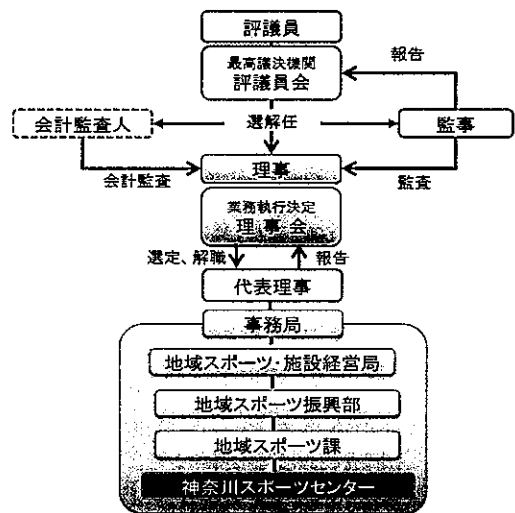 評議員
最高議決機関
評議員会
報告
会計監査人
選解任
監事
会計監査
理事
監査
業務執行決定
理事会
選定、解職
報告
代表理事
事務局
地域スポーツ・施設経営局
地域スポーツ振興部
地域スポーツ課
神奈川スポーツセンター